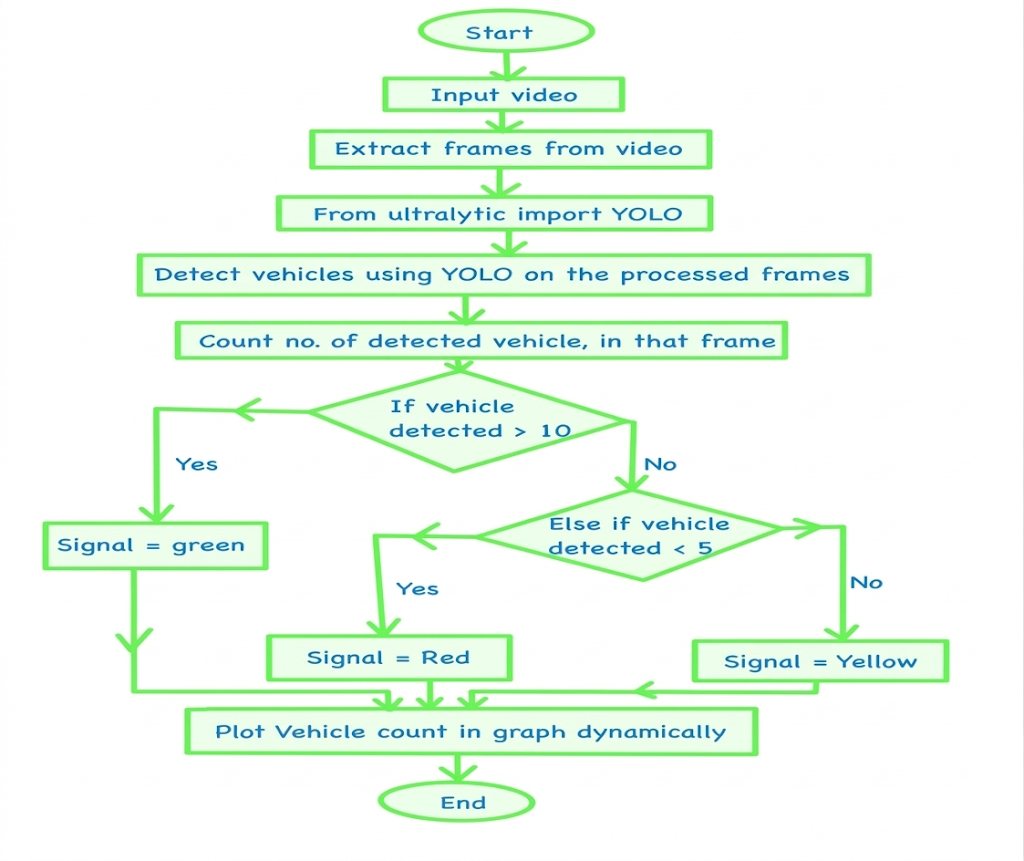 Start
Input video
Extract frames from video
From ultralytic import YOLO
Detect vehicles using YOLO on the processed frames
Count no. of detected vehicle, in that frame
If vehicle
detected > 10
Yes
No
Signal = green
Else if vehicle
detected < 5
Yes
No
Signal = Red
Signal = Yellow
Plot Vehicle count in graph dynamically
End